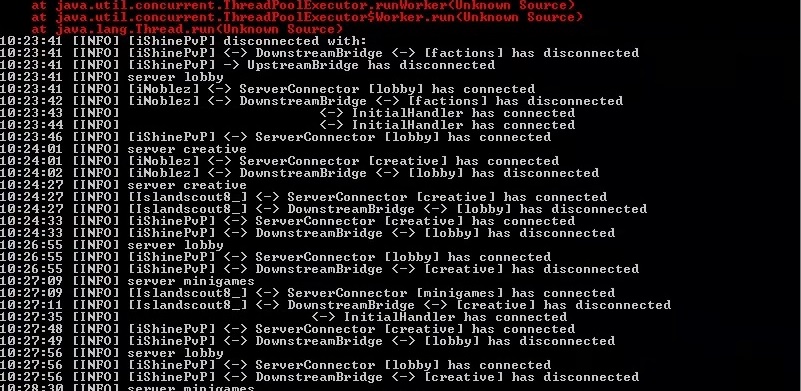 at java.util.concurrent.ThreadPoolExecutor.runWorker(Unknown Source)
at java.util.concurrent.ThreadPoolExecutor$Worker.run(Unknown Source)
at java.lang.Thread.run(Unknown Source)
10:23:41 [INFO] [iShinePvP] disconnected with:
10:23:41 [INFO] [iShinePvP] <-> DownstreamBridge <-> [factions] has disconnected
10:23:41 [INFO] [iShinePvP] -> UpstreamBridge has disconnected
10:23:41 [INFO] server lobby
10:23:41 [INFO] [iNoblez] <-> ServerConnector [lobby] has connected
10:23:42 [INFO] [iNoblez] <-> DownstreamBridge <-> [factions] has disconnected
10:23:43 [INFO] <-> InitialHandler has connected
10:23:44 [INFO] <-> InitialHandler has connected
10:23:46 [INFO] [iShinePvP] <-> ServerConnector [lobby] has connected
10:24:01 [INFO] server creative
10:24:01 [INFO] [iNoblez] <-> ServerConnector [creative] has connected
10:24:02 [INFO] [iNoblez] <-> DownstreamBridge <-> [lobby] has disconnected
10:24:27 [INFO] server creative
10:24:27 [INFO] [Islandscout8_] <-> ServerConnector [creative] has connected
10:24:27 [INFO] [Islandscout8_] <-> DownstreamBridge <-> [lobby] has disconnected
10:24:33 [INFO] [iShinePvP] <-> ServerConnector [creative] has connected
10:24:33 [INFO] [iShinePvP] <-> DownstreamBridge <-> [lobby] has disconnected
10:26:55 [INFO] server lobby
10:26:55 [INFO] [iShinePvP] <-> ServerConnector [lobby] has connected
10:26:55 [INFO] [iShinePvP] <-> DownstreamBridge <-> [creative] has disconnected
10:27:09 [INFO] server minigames
10:27:09 [INFO] [Islandscout8_] <-> ServerConnector [minigames] has connected
10:27:11 [INFO] [Islandscout8_] <-> DownstreamBridge <-> [creative] has disconnected
10:27:35 [INFO] <-> InitialHandler has connected
10:27:48 [INFO] [iShinePvP] <-> ServerConnector [creative] has connected
10:27:49 [INFO] [iShinePvP] <-> DownstreamBridge <-> [lobby] has disconnected
10:27:56 [INFO] server lobby
10:27:56 [INFO] [iShinePvP] <-> ServerConnector [lobby] has connected
10:27:56 [INFO] [iShinePvP] <-> DownstreamBridge <-> [creative] has disconnected
10:28:30 [INFO] server minigames